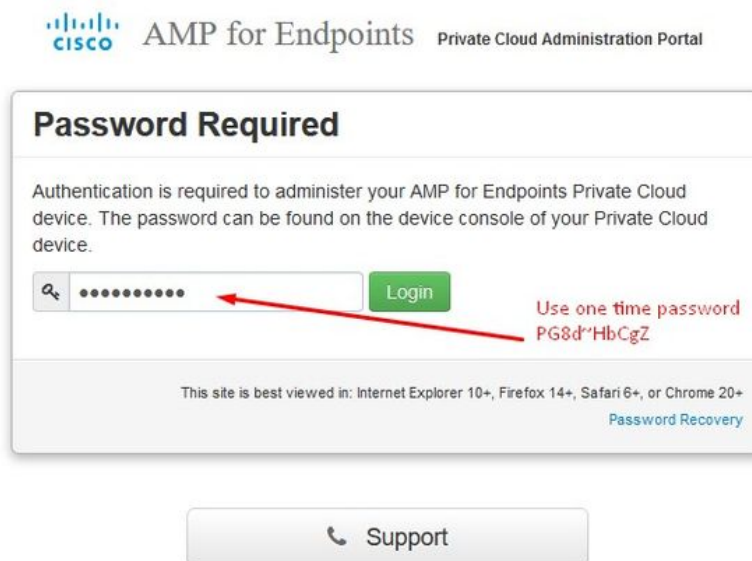 CISCO AMP for Endpoints Private Cloud Administration Portal
Password Required
Authentication is required to administer your AMP for Endpoints Private Cloud
device. The password can be found on the device console of your Private Cloud
device.
Login
Use one time password
PG8d~HbCgZ
This site is best viewed in: Internet Explorer 10+, Firefox 14+, Safari 6+, or Chrome 20+
Password Recovery
Support